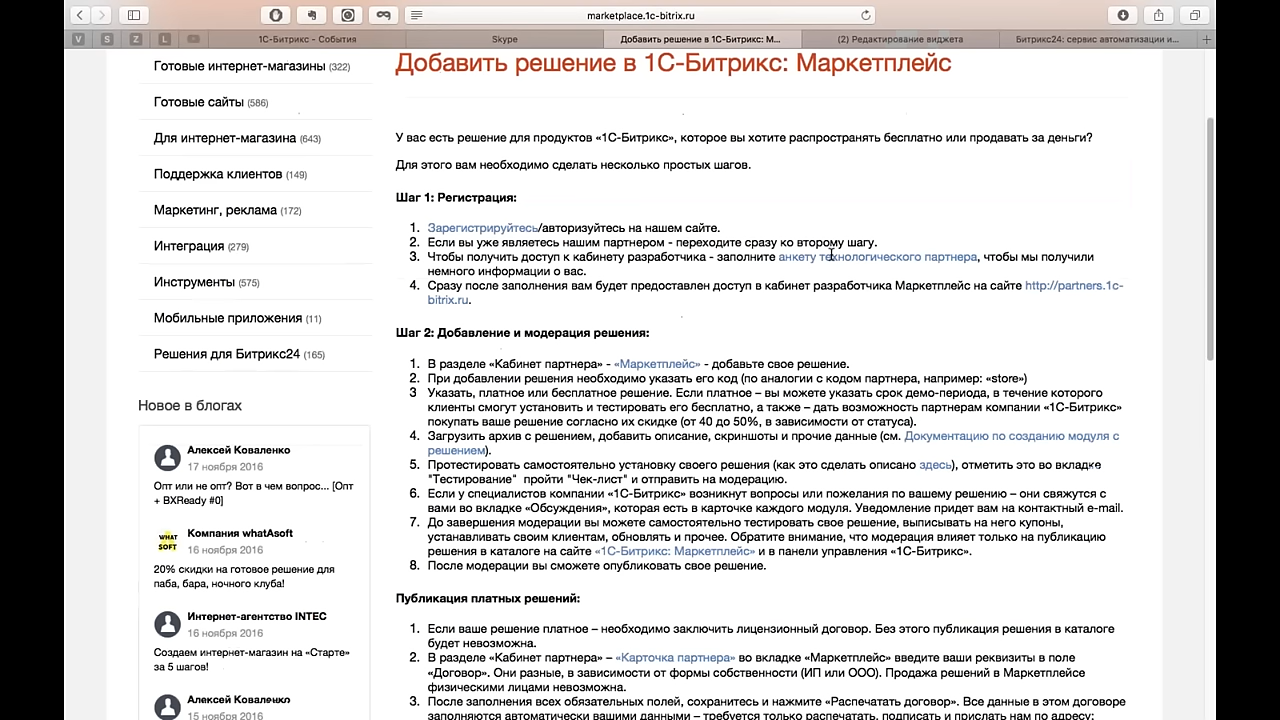 marketplace.1c-bitrix.ru
V S Z L
1С-Битрикс - События
Skype
Добавить решение в 1С-Битрикс: М...
(2) Редактирование виджета
Битрикс24: сервис автоматизации и...
Готовые интернет-магазины (322)
Готовые сайты (586)
Для интернет-магазина (643)
Поддержка клиентов (149)
Маркетинг, реклама (172)
Интеграция (279)
Инструменты (575)
Мобильные приложения (11)
Решения для Битрикс24 (165)
Новое в блогах
Алексей Коваленко
17 ноября 2016
Опт или не опт? Вот в чем вопрос... [Опт
+ BXReady #0]
WHAT
SOFT
Компания whatAsoft
16 ноября 2016
20% скидки на готовое решение для
паба, бара, ночного клуба!
Интернет-агентство INTEC
16 ноября 2016
Создаем интернет-магазин на «Старте»
за 5 шагов!
Алексей Коваленко
15 ноября 2016
Добавить решение в 1С-Битрикс: Маркетплейс
У вас есть решение для продуктов «1С-Битрикс», которое вы хотите распространять бесплатно или продавать за деньги?
Для этого вам необходимо сделать несколько простых шагов.
Шаг 1: Регистрация:
1. Зарегистрируйтесь/авторизуйтесь на нашем сайте.
2. Если вы уже являетесь нашим партнером - переходите сразу ко второму шагу.
3. Чтобы получить доступ к кабинету разработчика - заполните анкету технологического партнера, чтобы мы получили
немного информации о вас.
4. Сразу после заполнения вам будет предоставлен доступ в кабинет разработчика Маркетплейс на сайте http://partners.1c-
bitrix.ru.
Шаг 2: Добавление и модерация решения:
1. В разделе «Кабинет партнера» - «Маркетплейс» - добавьте свое решение.
2. При добавлении решения необходимо указать его код (по аналогии с кодом партнера, например: «store»)
3 Указать, платное или бесплатное решение. Если платное – вы можете указать срок демо-периода, в течение которого
клиенты смогут установить и тестировать его бесплатно, а также – дать возможность партнерам компании «1С-Битрикс»
покупать ваше решение согласно их скидке (от 40 до 50%, в зависимости от статуса).
4. Загрузить архив с решением, добавить описание, скриншоты и прочие данные (см. Документацию по созданию модуля с
решением).
5. Протестировать самостоятельно установку своего решения (как это сделать описано здесь), отметить это во вкладке
"Тестирование" пройти "Чек-лист" и отправить на модерацию.
6. Если у специалистов компании «1С-Битрикс» возникнут вопросы или пожелания по вашему решению – они свяжутся с
вами во вкладке «Обсуждения», которая есть в карточке каждого модуля. Уведомление придет вам на контактный e-mail.
7. До завершения модерации вы можете самостоятельно тестировать свое решение, выписывать на него купоны,
устанавливать своим клиентам, обновлять и прочее. Обратите внимание, что модерация влияет только на публикацию
решения в каталоге на сайте «1С-Битрикс: Маркетплейс» и в панели управления «1С-Битрикс».
8. После модерации вы сможете опубликовать свое решение.
Публикация платных решений:
1. Если ваше решение платное – необходимо заключить лицензионный договор. Без этого публикация решения в каталоге
будет невозможна.
2. В разделе «Кабинет партнера» – «Карточка партнера» во вкладке «Маркетплейс» введите ваши реквизиты в поле
«Договор». Они разные, в зависимости от формы собственности (ИП или ООО). Продажа решений в Маркетплейсе
физическими лицами невозможна.
3. После заполнения всех обязательных полей, сохранитесь и нажмите «Распечатать договор». Все данные в этом договоре
заполняются автоматически вашими данными – требуется только распечатать, подписать и прислать нам по адресу: